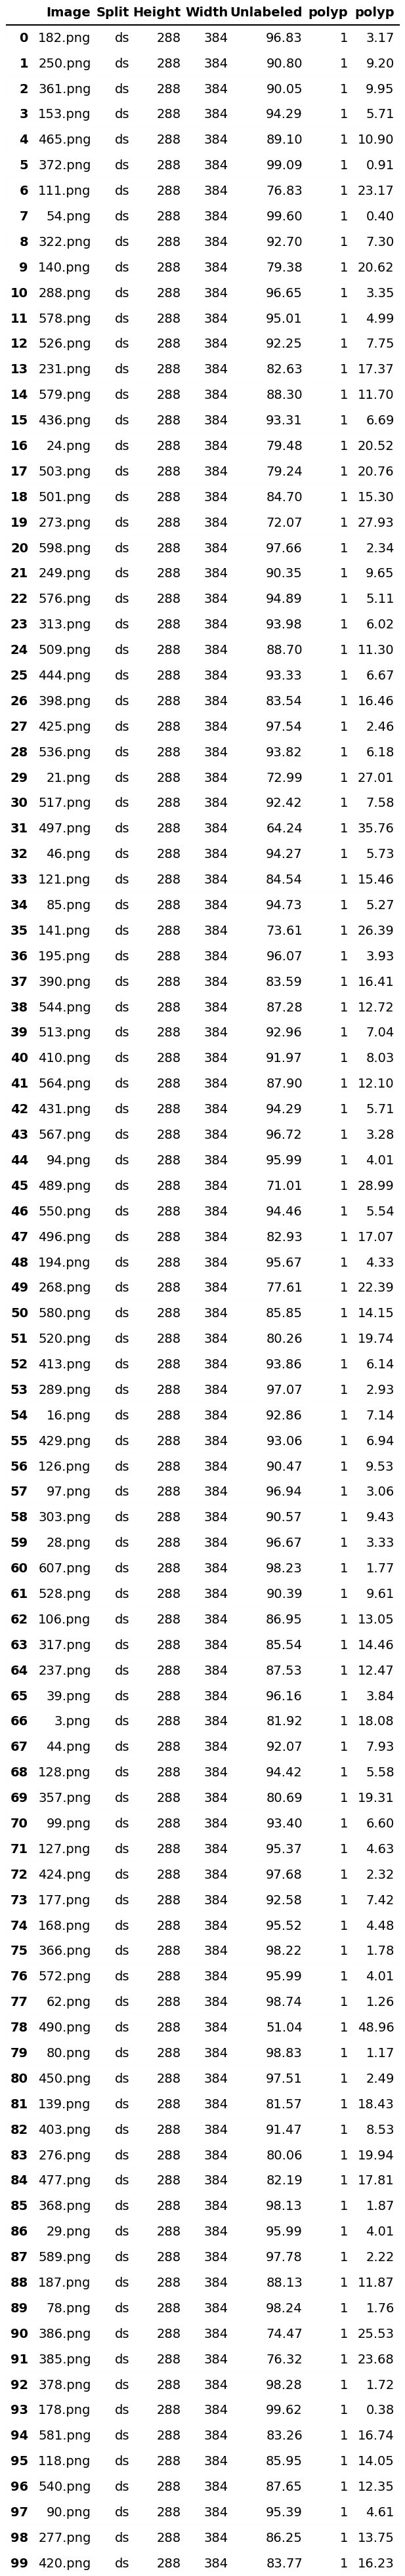 Image Split Height Width Unlabeled polyp polyp
0 182.png ds 288 384 96.83 1 3.17
1 250.png ds 288 384 90.80 1 9.20
2 361.png ds 288 384 90.05 1 9.95
3 153.png ds 288 384 94.29 1 5.71
4 465.png ds 288 384 89.10 1 10.90
5 372.png ds 288 384 99.09 1 0.91
6 111.png ds 288 384 76.83 1 23.17
7 54.png ds 288 384 99.60 1 0.40
8 322.png ds 288 384 92.70 1 7.30
9 140.png ds 288 384 79.38 1 20.62
10 288.png ds 288 384 96.65 1 3.35
11 578.png ds 288 384 95.01 1 4.99
12 526.png ds 288 384 92.25 1 7.75
13 231.png ds 288 384 82.63 1 17.37
14 579.png ds 288 384 88.30 1 11.70
15 436.png ds 288 384 93.31 1 6.69
16 24.png ds 288 384 79.48 1 20.52
17 503.png ds 288 384 79.24 1 20.76
18 501.png ds 288 384 84.70 1 15.30
19 273.png ds 288 384 72.07 1 27.93
20 598.png ds 288 384 97.66 1 2.34
21 249.png ds 288 384 90.35 1 9.65
22 576.png ds 288 384 94.89 1 5.11
23 313.png ds 288 384 93.98 1 6.02
24 509.png ds 288 384 88.70 1 11.30
25 444.png ds 288 384 93.33 1 6.67
26 398.png ds 288 384 83.54 1 16.46
27 425.png ds 288 384 97.54 1 2.46
28 536.png ds 288 384 93.82 1 6.18
29 21.png ds 288 384 72.99 1 27.01
30 517.png ds 288 384 92.42 1 7.58
31 497.png ds 288 384 64.24 1 35.76
32 46.png ds 288 384 94.27 1 5.73
33 121.png ds 288 384 84.54 1 15.46
34 85.png ds 288 384 94.73 1 5.27
35 141.png ds 288 384 73.61 1 26.39
36 195.png ds 288 384 96.07 1 3.93
37 390.png ds 288 384 83.59 1 16.41
38 544.png ds 288 384 87.28 1 12.72
39 513.png ds 288 384 92.96 1 7.04
40 410.png ds 288 384 91.97 1 8.03
41 564.png ds 288 384 87.90 1 12.10
42 431.png ds 288 384 94.29 1 5.71
43 567.png ds 288 384 96.72 1 3.28
44 94.png ds 288 384 95.99 1 4.01
45 489.png ds 288 384 71.01 1 28.99
46 550.png ds 288 384 94.46 1 5.54
47 496.png ds 288 384 82.93 1 17.07
48 194.png ds 288 384 95.67 1 4.33
49 268.png ds 288 384 77.61 1 22.39
50 580.png ds 288 384 85.85 1 14.15
51 520.png ds 288 384 80.26 1 19.74
52 413.png ds 288 384 93.86 1 6.14
53 289.png ds 288 384 97.07 1 2.93
54 16.png ds 288 384 92.86 1 7.14
55 429.png ds 288 384 93.06 1 6.94
56 126.png ds 288 384 90.47 1 9.53
57 97.png ds 288 384 96.94 1 3.06
58 303.png ds 288 384 90.57 1 9.43
59 28.png ds 288 384 96.67 1 3.33
60 607.png ds 288 384 98.23 1 1.77
61 528.png ds 288 384 90.39 1 9.61
62 106.png ds 288 384 86.95 1 13.05
63 317.png ds 288 384 85.54 1 14.46
64 237.png ds 288 384 87.53 1 12.47
65 39.png ds 288 384 96.16 1 3.84
66 3.png ds 288 384 81.92 1 18.08
67 44.png ds 288 384 92.07 1 7.93
68 128.png ds 288 384 94.42 1 5.58
69 357.png ds 288 384 80.69 1 19.31
70 99.png ds 288 384 93.40 1 6.60
71 127.png ds 288 384 95.37 1 4.63
72 424.png ds 288 384 97.68 1 2.32
73 177.png ds 288 384 92.58 1 7.42
74 168.png ds 288 384 95.52 1 4.48
75 366.png ds 288 384 98.22 1 1.78
76 572.png ds 288 384 95.99 1 4.01
77 62.png ds 288 384 98.74 1 1.26
78 490.png ds 288 384 51.04 1 48.96
79 80.png ds 288 384 98.83 1 1.17
80 450.png ds 288 384 97.51 1 2.49
81 139.png ds 288 384 81.57 1 18.43
82 403.png ds 288 384 91.47 1 8.53
83 276.png ds 288 384 80.06 1 19.94
84 477.png ds 288 384 82.19 1 17.81
85 368.png ds 288 384 98.13 1 1.87
86 29.png ds 288 384 95.99 1 4.01
87 589.png ds 288 384 97.78 1 2.22
88 187.png ds 288 384 88.13 1 11.87
89 78.png ds 288 384 98.24 1 1.76
90 386.png ds 288 384 74.47 1 25.53
91 385.png ds 288 384 76.32 1 23.68
92 378.png ds 288 384 98.28 1 1.72
93 178.png ds 288 384 99.62 1 0.38
94 581.png ds 288 384 83.26 1 16.74
95 118.png ds 288 384 85.95 1 14.05
96 540.png ds 288 384 87.65 1 12.35
97 90.png ds 288 384 95.39 1 4.61
98 277.png ds 288 384 86.25 1 13.75
99 420.png ds 288 384 83.77 1 16.23